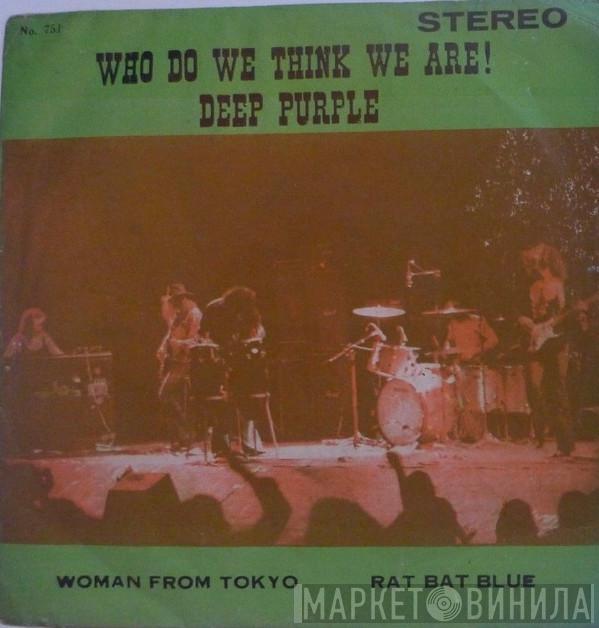 No. 751
STEREO
WHO DO WE THINK WE ARE!
DEEP PURPLE
WOMAN FROM TOKYO
RAT BAT BLUE
МАРКЕТ ВИНИЛА